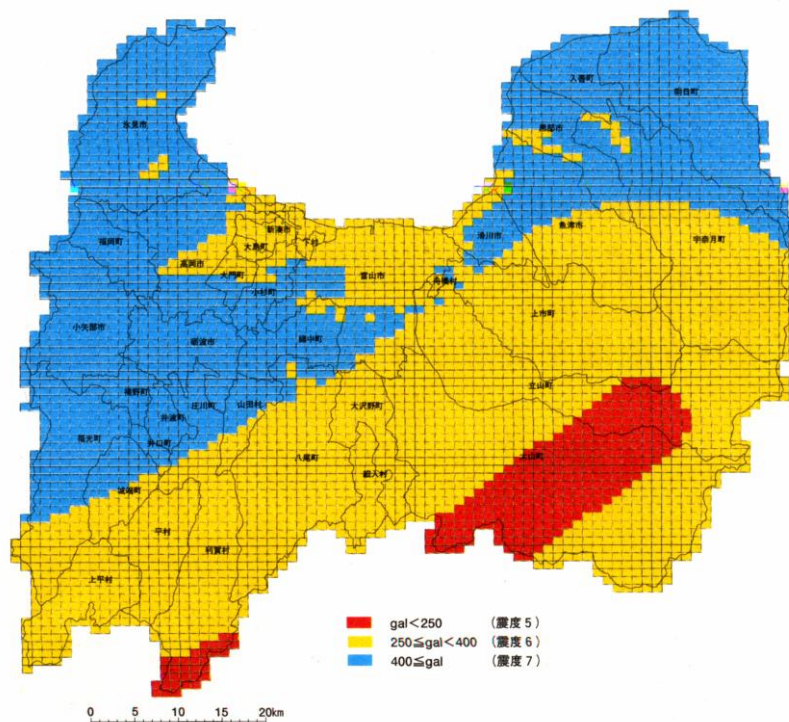 入善町
朝日町
氷見市
黒部市
新湊市
下村
大島町
滑川市
魚津市
宇奈月町
福岡町
高岡市
大門町
富山市
舟橋村
小杉町
上市町
小矢部市
砺波市
婦中町
立山町
福野町
庄川町
山田村
大沢野町
井波町
福光町
井口村
八尾町
大山町
細入村
城端町
平村
利賀村
上平村
gal<250 (震度5)
250≦gal<400 (震度6)
400≦gal (震度7)
0 5 10 15 20km